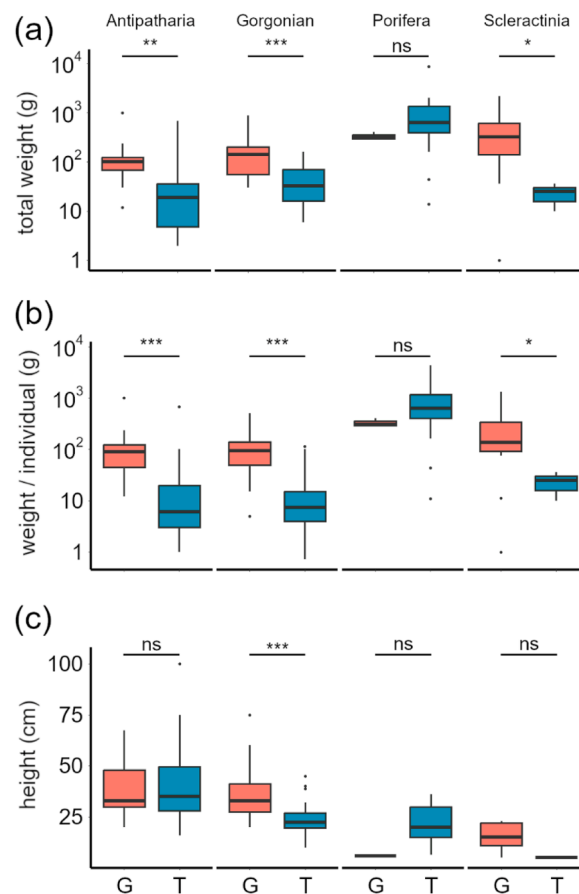 (a)
Antipatharia Gorgonian Porifera Scleractinia
** *** ns *
total weight (g)
10⁴
10³
10²
10
1
(b)
*** *** ns *
weight / individual (g)
10⁴
10³
10²
10
1
(c)
ns *** ns ns
height (cm)
100
75
50
25
G T G T G T G T